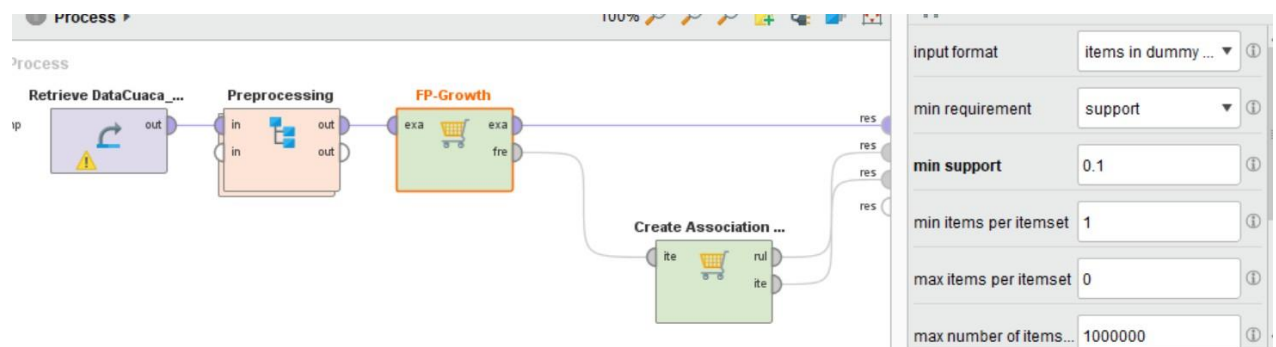 Process
100%
Process
Retrieve DataCuaca_...
Preprocessing
FP-Growth
out
in
out
in
out
exa
exa
fre
res
res
res
res
Create Association ...
ite
rul
ite
input format
items in dummy ...
min requirement
support
min support
0.1
min items per itemset
1
max items per itemset
0
max number of items...
1000000